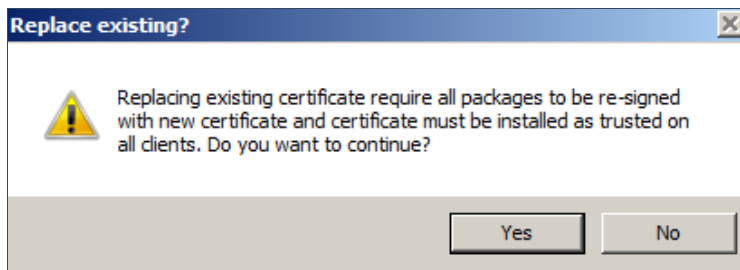 Replace existing?
Replacing existing certificate require all packages to be re-signed
with new certificate and certificate must be installed as trusted on
all clients. Do you want to continue?
Yes
No